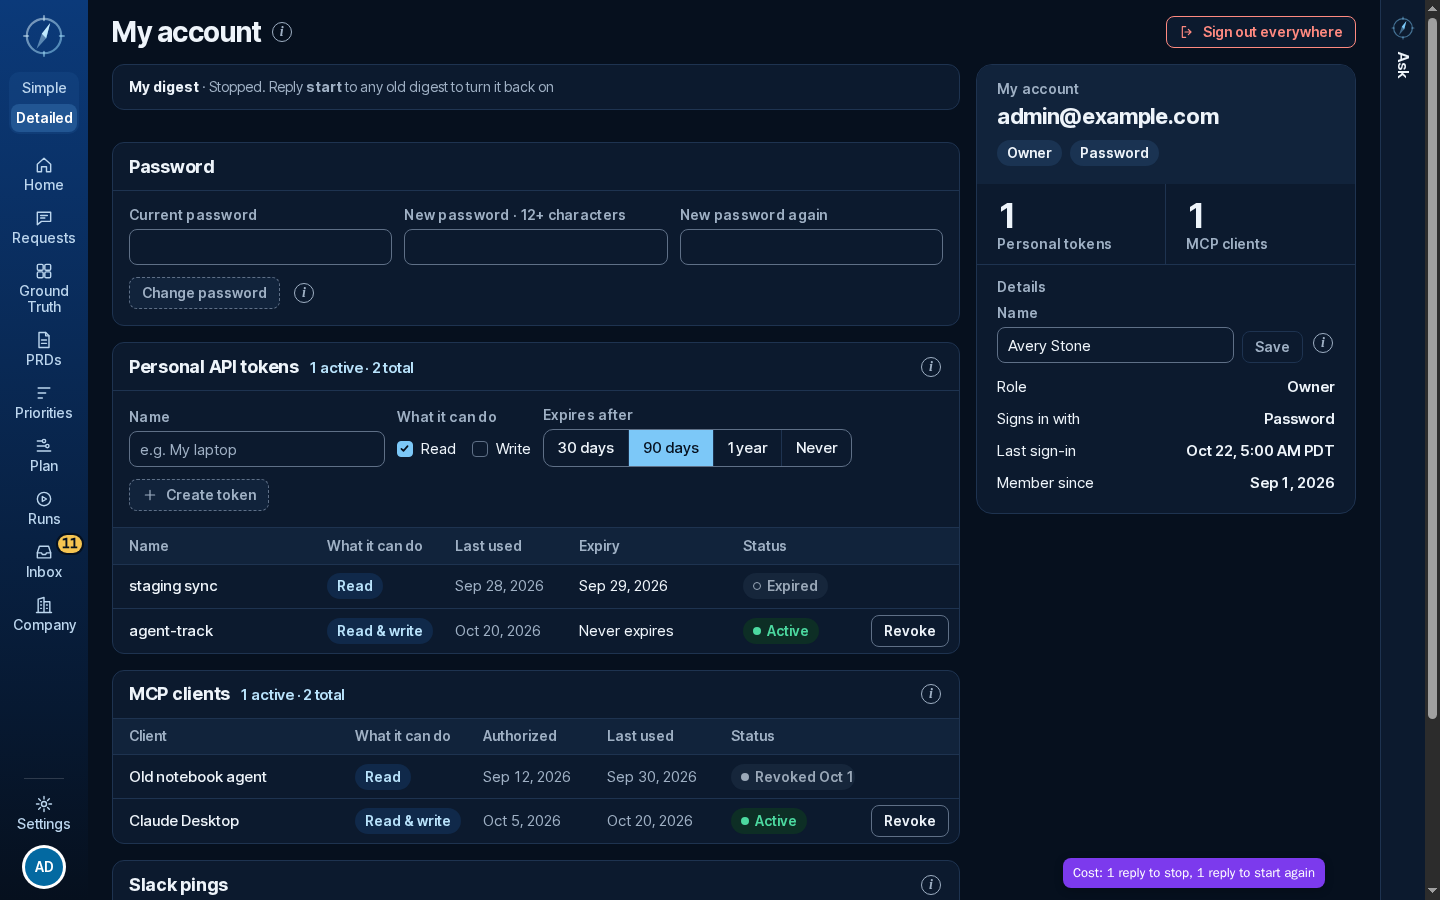 Simple
Detailed
Home
Requests
Ground
Truth
PRDs
Priorities
Plan
Runs
11
Inbox
Company
Settings
AD
My account
Sign out everywhere
My digest · Stopped. Reply start to any old digest to turn it back on
Password
Current password
New password · 12+ characters
New password again
Change password
Personal API tokens 1 active · 2 total
Name
What it can do
Expires after
e.g. My laptop
Read
Write
30 days
90 days
1 year
Never
Create token
Name What it can do Last used Expiry Status
staging sync Read Sep 28, 2026 Sep 29, 2026 Expired
agent-track Read & write Oct 20, 2026 Never expires Active Revoke
MCP clients 1 active · 2 total
Client What it can do Authorized Last used Status
Old notebook agent Read Sep 12, 2026 Sep 30, 2026 Revoked Oct 1
Claude Desktop Read & write Oct 5, 2026 Oct 20, 2026 Active Revoke
Slack pings
My account
admin@example.com
Owner
Password
1
Personal tokens
1
MCP clients
Details
Name
Avery Stone
Save
Role Owner
Signs in with Password
Last sign-in Oct 22, 5:00 AM PDT
Member since Sep 1, 2026
Ask
Cost: 1 reply to stop, 1 reply to start again